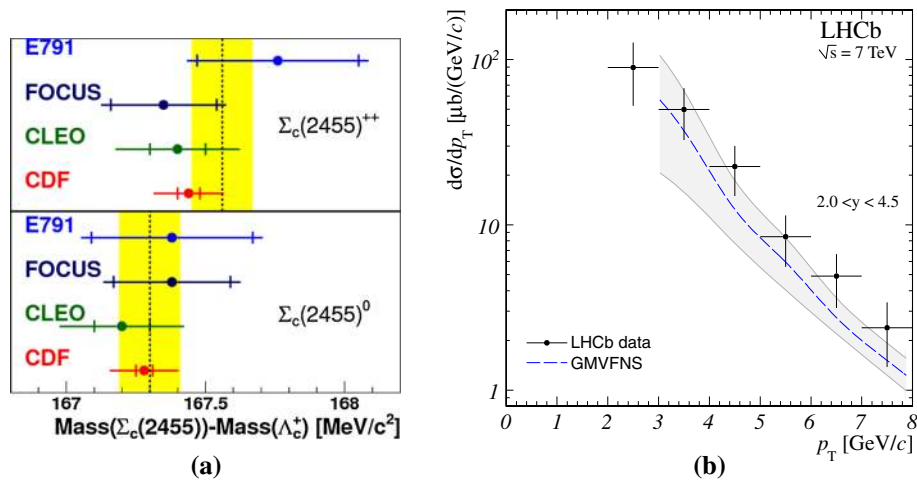 E791
FOCUS
Σc(2455)++
CLEO
CDF
E791
FOCUS
Σc(2455)0
CLEO
CDF
167 167.5 168
Mass(Σc(2455))-Mass(Λc+) [MeV/c2]
(a)
b)
dσ/dpT [μb/(GeV/c)]
102
10
1
LHCb
√s = 7 TeV
2.0 <y < 4.5
LHCb data
GMVFNS
0 1 2 3 4 5 6 7 8
pT [GeV/c]
(b)